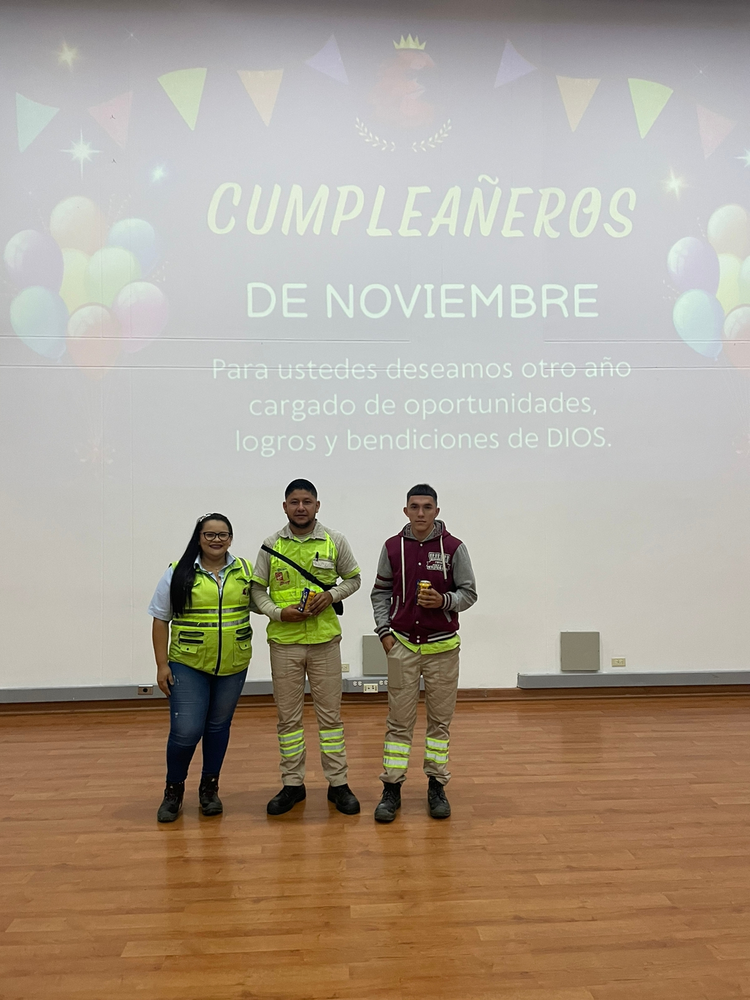 CUMPLEAÑEROS
DE NOVIEMBRE
Para ustedes deseamos otro año
cargado de oportunidades,
logros y bendiciones de DIOS.